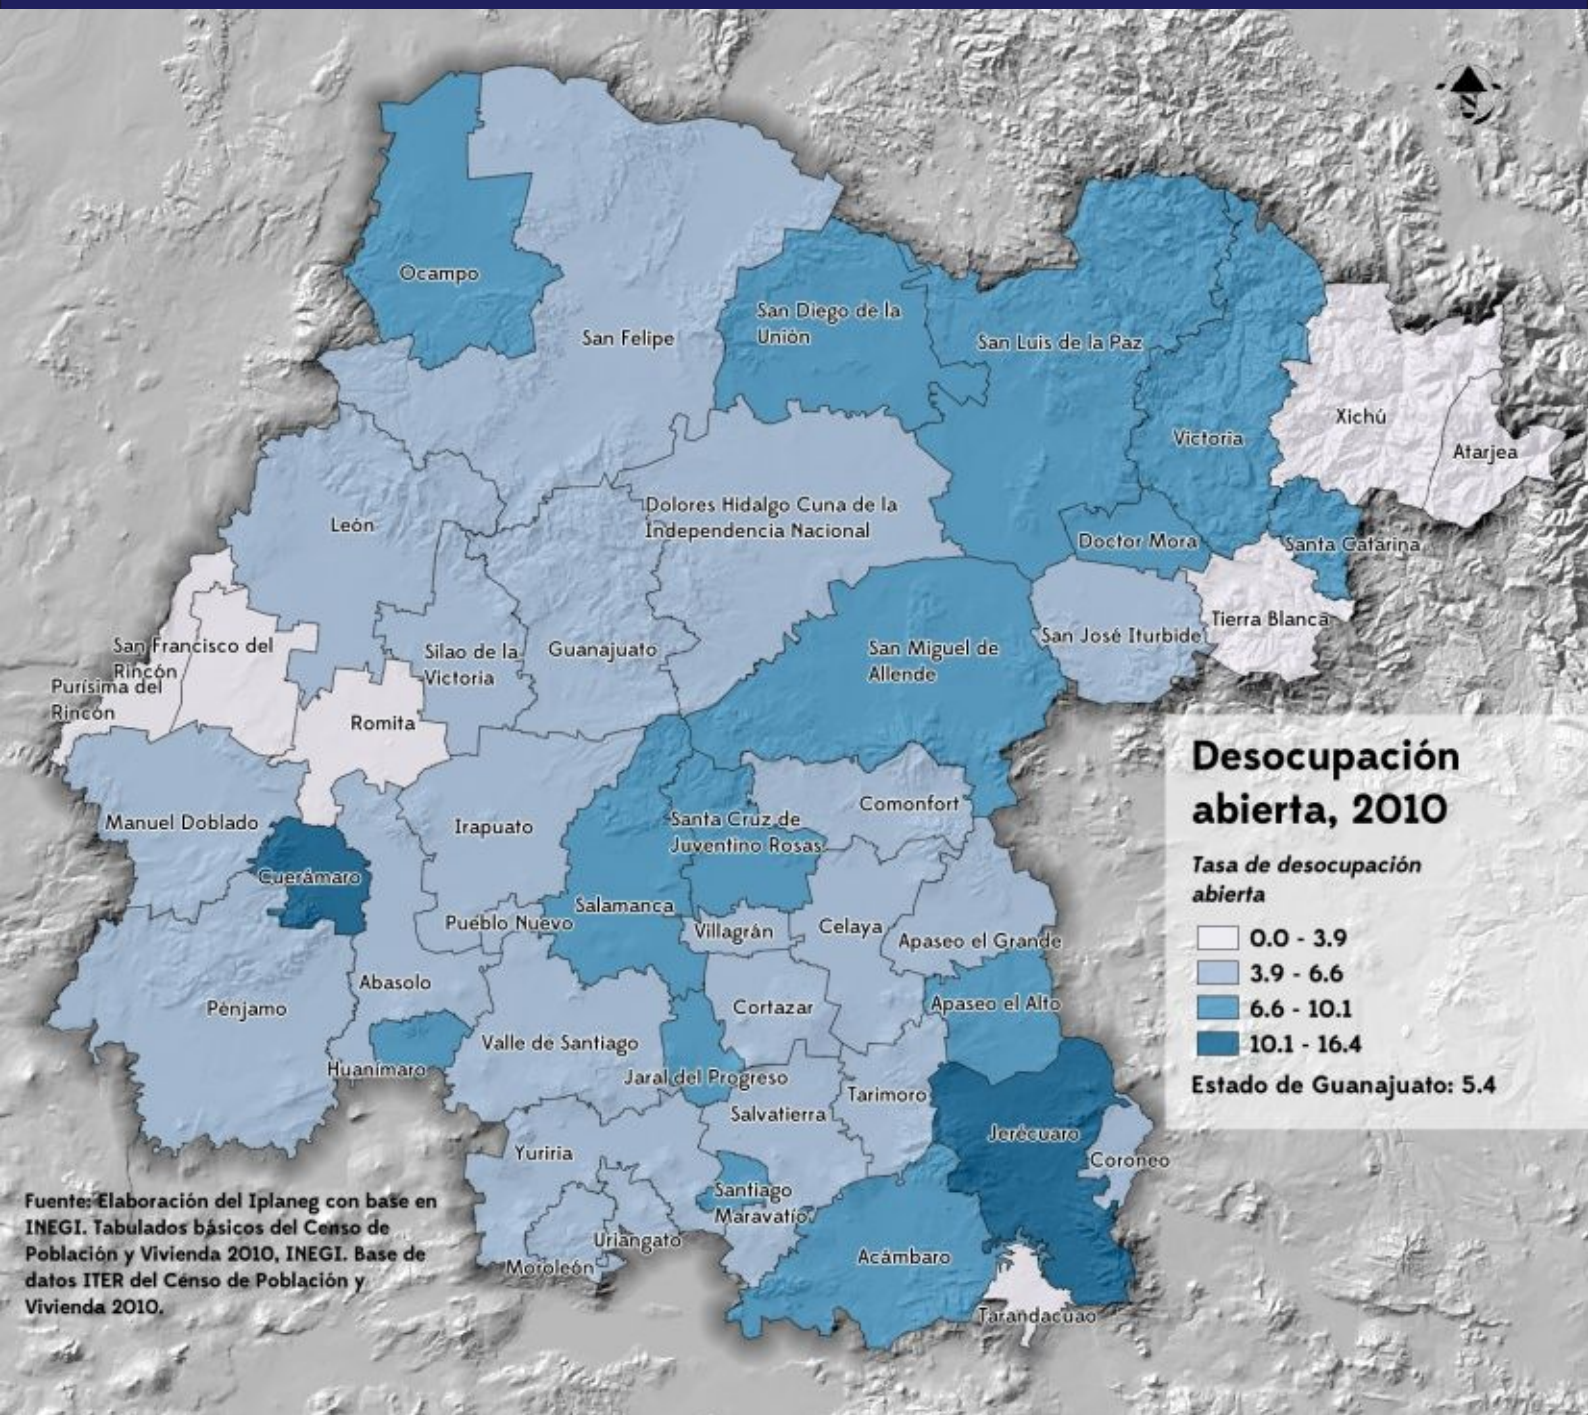 Ocampo
San Felipe
San Diego de la
Unión
San Luis de la Paz
Xichú
Victoria
Atarjea
León
Dolores Hidalgo Cuna de la
Independencia Nacional
Doctor Mora
Santa Catarina
Tierra Blanca
San José Iturbide
San Francisco del
Rincón
Purísima del
Rincón
Silao de la
Victoria
Guanajuato
San Miguel de
Allende
Romita
Manuel Doblado
Irapuato
Comonfort
Santa Cruz de
Juventino Rosas
Cuerámaro
Salamanca
Pueblo Nuevo
Villagrán
Celaya
Apaseo el Grande
Abasolo
Pénjamo
Cortazar
Apaseo el Alto
Valle de Santiago
Huanímaro
Jaral del Progreso
Tarimoro
Salvatierra
Jerécuaro
Coroneo
Yuriria
Santiago
Maravatío
Uriangato
Moroleón
Acámbaro
Tarandacuao
N
Desocupación
abierta, 2010
Tasa de desocupación
abierta
0.0 - 3.9
3.9 - 6.6
6.6 - 10.1
10.1 - 16.4
Estado de Guanajuato: 5.4
Fuente: Elaboración del Iplaneg con base en
INEGI. Tabulados básicos del Censo de
Población y Vivienda 2010, INEGI. Base de
datos ITER del Censo de Población y
Vivienda 2010.